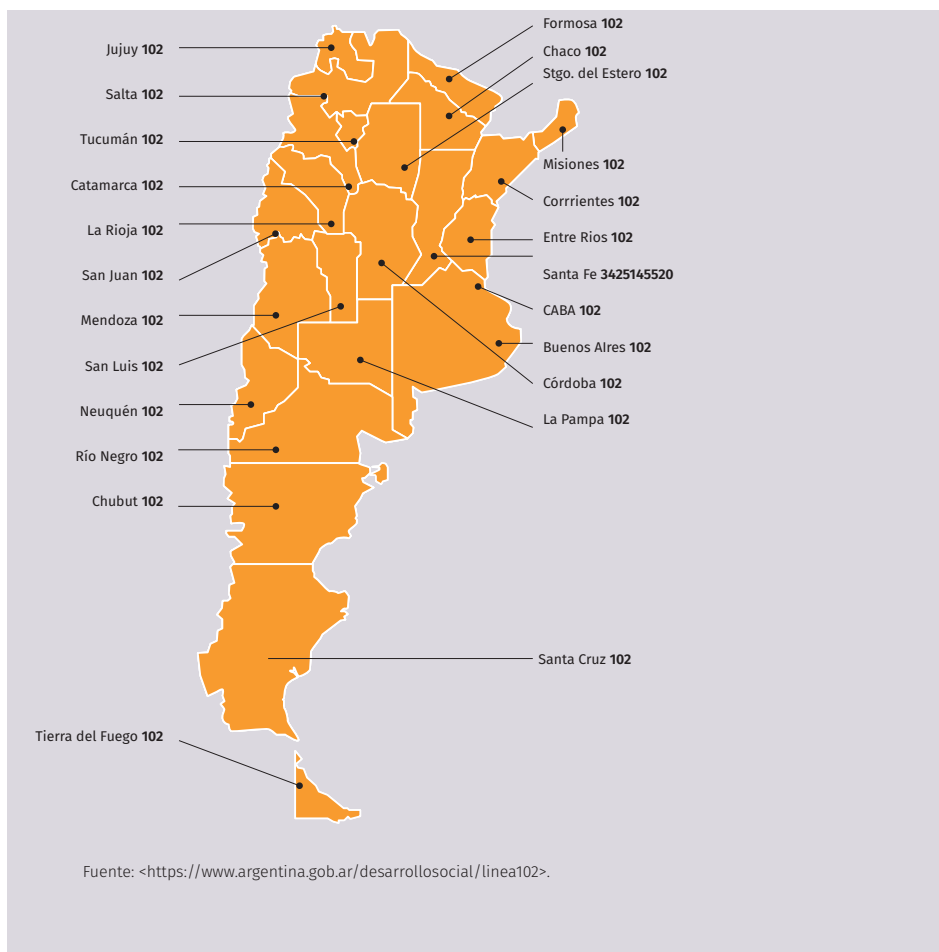 Jujuy 102
Salta 102
Tucumán 102
Catamarca 102
La Rioja 102
San Juan 102
Mendoza 102
San Luis 102
Neuquén 102
Río Negro 102
Chubut 102
Tierra del Fuego 102
Formosa 102
Chaco 102
Stgo. del Estero 102
Misiones 102
Corrrientes 102
Entre Rios 102
Santa Fe 3425145520
CABA 102
Buenos AIres 102
Córdoba 102
La Pampa 102
Santa Cruz 102
Fuente: <https://www.argentina.gob.ar/desarrollosocial/linea102>.